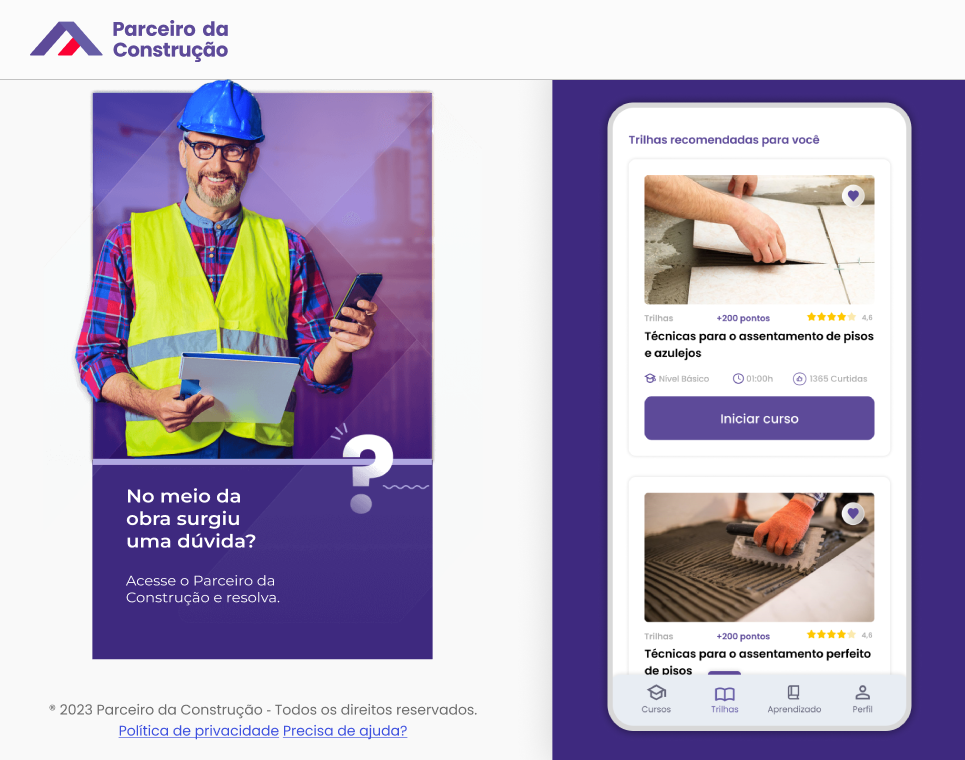 Parceiro da
Construção
No meio da
obra surgiu
uma dúvida?
Acesse o Parceiro da
Construção e resolva.
® 2023 Parceiro da Construção - Todos os direitos reservados.
Política de privacidade Precisa de ajuda?
Trilhas recomendadas para você
Trilhas +200 pontos 4,6
Técnicas para o assentamento de pisos
e azulejos
Nível Básico 01:00h 1365 Curtidas
Iniciar curso
Trilhas +200 pontos 4,6
Técnicas para o assentamento perfeito
de pisos
Cursos Trilhas Aprendizado Perfil